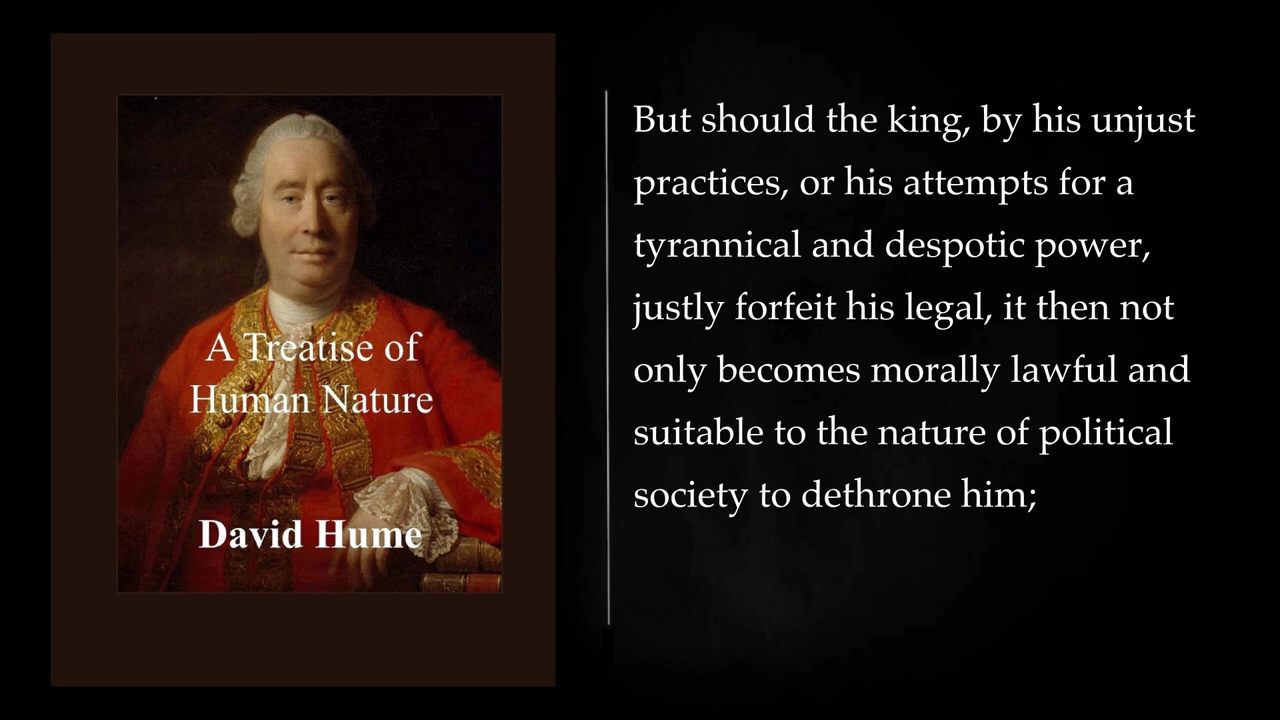 A Treatise of
Human Nature
David Hume
But should the king, by his unjust
practices, or his attempts for a
tyrannical and despotic power,
justly forfeit his legal, it then not
only becomes morally lawful and
suitable to the nature of political
society to dethrone him;